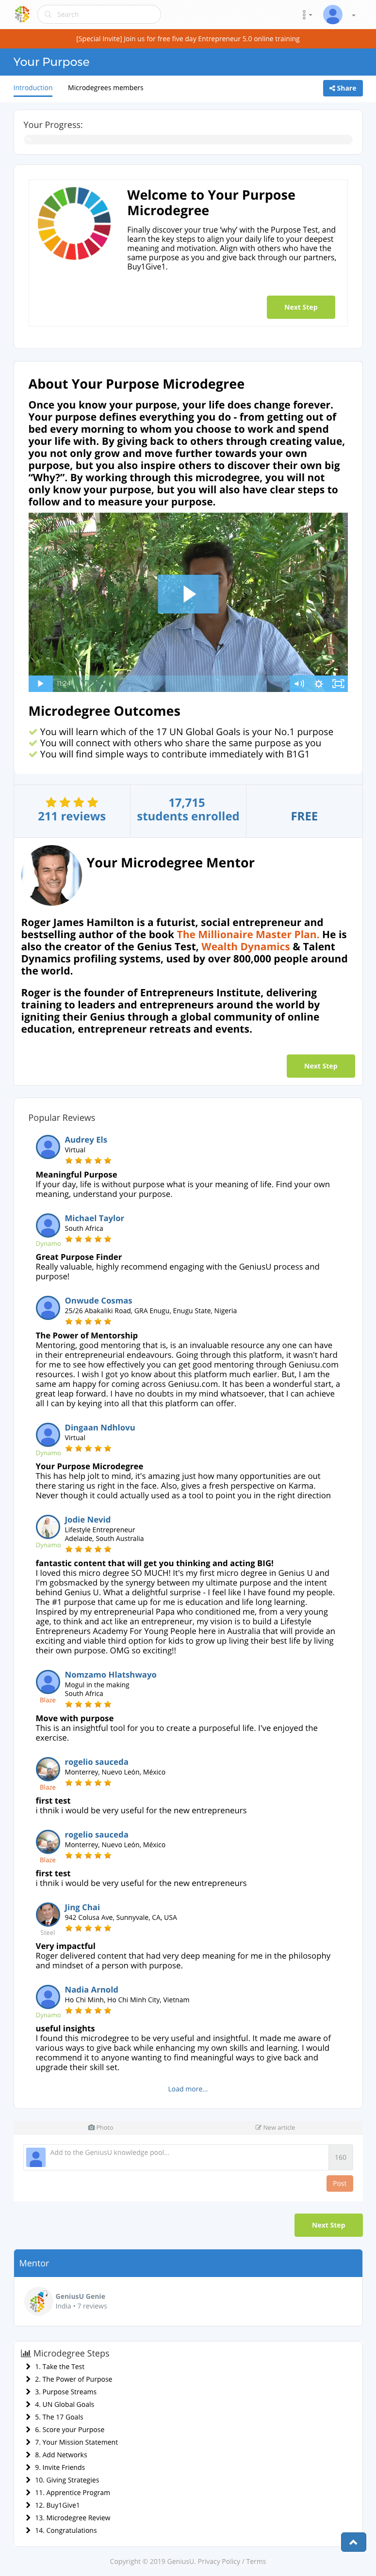 Search
[Special Invite] Join us for free five day Entrepreneur 5.0 online training
Your Purpose
Introduction
Microdegrees members
Share
Your Progress:
Welcome to Your Purpose
Microdegree
Finally discover your true 'why' with the Purpose Test, and
learn the key steps to align your daily life to your deepest
meaning and motivation. Align with others who have the
same purpose as you and give back through our partners,
Buy1Give1.
Next Step
About Your Purpose Microdegree
Once you know your purpose, your life does change forever.
Your purpose defines everything you do - from getting out of
bed every morning to whom you choose to work and spend
your life with. By giving back to others through creating value,
you not only grow and move further towards your own
purpose, but you also inspire others to discover their own big
"Why?". By working through this microdegree, you will not
only know your purpose, but you will also have clear steps to
follow and to measure your purpose.
11:24
Microdegree Outcomes
You will learn which of the 17 UN Global Goals is your No.1 purpose
You will connect with others who share the same purpose as you
You will find simple ways to contribute immediately with B1G1
211 reviews
17,715
students enrolled
FREE
Your Microdegree Mentor
Roger James Hamilton is a futurist, social entrepreneur and
bestselling author of the book The Millionaire Master Plan. He is
also the creator of the Genius Test, Wealth Dynamics & Talent
Dynamics profiling systems, used by over 800,000 people around
the world.
Roger is the founder of Entrepreneurs Institute, delivering
training to leaders and entrepreneurs around the world by
igniting their Genius through a global community of online
education, entrepreneur retreats and events.
Next Step
Popular Reviews
Audrey Els
Virtual
Meaningful Purpose
If your day, life is without purpose what is your meaning of life. Find your own
meaning, understand your purpose.
Michael Taylor
South Africa
Dynamo
Great Purpose Finder
Really valuable, highly recommend engaging with the GeniusU process and
purpose!
Onwude Cosmas
25/26 Abakaliki Road, GRA Enugu, Enugu State, Nigeria
The Power of Mentorship
Mentoring, good mentoring that is, is an invaluable resource any one can have
in their entrepreneurial endeavours. Going through this platform, it wasn't hard
for me to see how effectively you can get good mentoring through Geniusu.com
resources. I wish I got yo know about this platform much earlier. But, I am the
same am happy for coming across Geniusu.com. It has been a wonderful start, a
great leap forward. I have no doubts in my mind whatsoever, that I can achieve
all I can by keying into all that this platform can offer.
Dingaan Ndhlovu
Virtual
Dynamo
Your Purpose Microdegree
This has help jolt to mind, it's amazing just how many opportunities are out
there staring us right in the face. Also, gives a fresh perspective on Karma.
Never though it could actually used as a tool to point you in the right direction
Jodie Nevid
Lifestyle Entrepreneur
Adelaide, South Australia
Dynamo
fantastic content that will get you thinking and acting BIG!
I loved this micro degree SO MUCH! It's my first micro degree in Genius U and
I'm gobsmacked by the synergy between my ultimate purpose and the intent
behind Genius U. What a delightful surprise - I feel like I have found my people.
The #1 purpose that came up for me is education and life long learning.
Inspired by my entrepreneurial Papa who conditioned me, from a very young
age, to think and act like an entrepreneur, my vision is to build a Lifestyle
Entrepreneurs Academy For Young People here in Australia that will provide an
exciting and viable third option for kids to grow up living their best life by living
their own purpose. OMG so exciting!!
Nomzamo Hlatshwayo
Mogul in the making
South Africa
Blaze
Move with purpose
This is an insightful tool for you to create a purposeful life. I've enjoyed the
exercise.
rogelio sauceda
Monterrey, Nuevo León, México
Blaze
first test
i thnik i would be very useful for the new entrepreneurs
rogelio sauceda
Monterrey, Nuevo León, México
Blaze
first test
i thnik i would be very useful for the new entrepreneurs
Jing Chai
942 Colusa Ave, Sunnyvale, CA, USA
Steel
Very impactful
Roger delivered content that had very deep meaning for me in the philosophy
and mindset of a person with purpose.
Nadia Arnold
Ho Chi Minh, Ho Chi Minh City, Vietnam
Dynamo
useful insights
I found this microdegree to be very useful and insightful. It made me aware of
various ways to give back while enhancing my own skills and learning. I would
recommend it to anyone wanting to find meaningful ways to give back and
upgrade their skill set.
Load more...
Photo
New article
Add to the GeniusU knowledge pool...
160
Post
Next Step
Mentor
GeniusU Genie
India • 7 reviews
Microdegree Steps
1. Take the Test
2. The Power of Purpose
3. Purpose Streams
4. UN Global Goals
5. The 17 Goals
6. Score your Purpose
7. Your Mission Statement
8. Add Networks
9. Invite Friends
10. Giving Strategies
11. Apprentice Program
12. Buy1Give1
13. Microdegree Review
14. Congratulations
Copyright © 2019 GeniusU. Privacy Policy / Terms